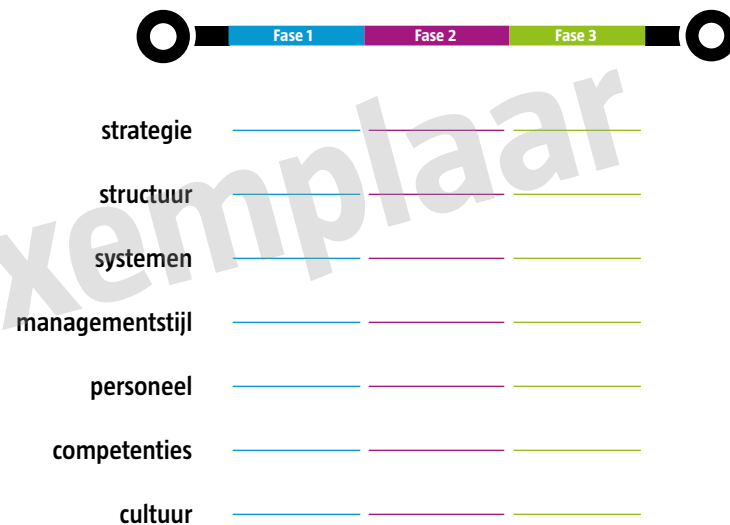 Fase 1 Fase 2 Fase 3
strategie
structuur
systemen
managementstijl
personeel
competenties
cultuur
xemplaar